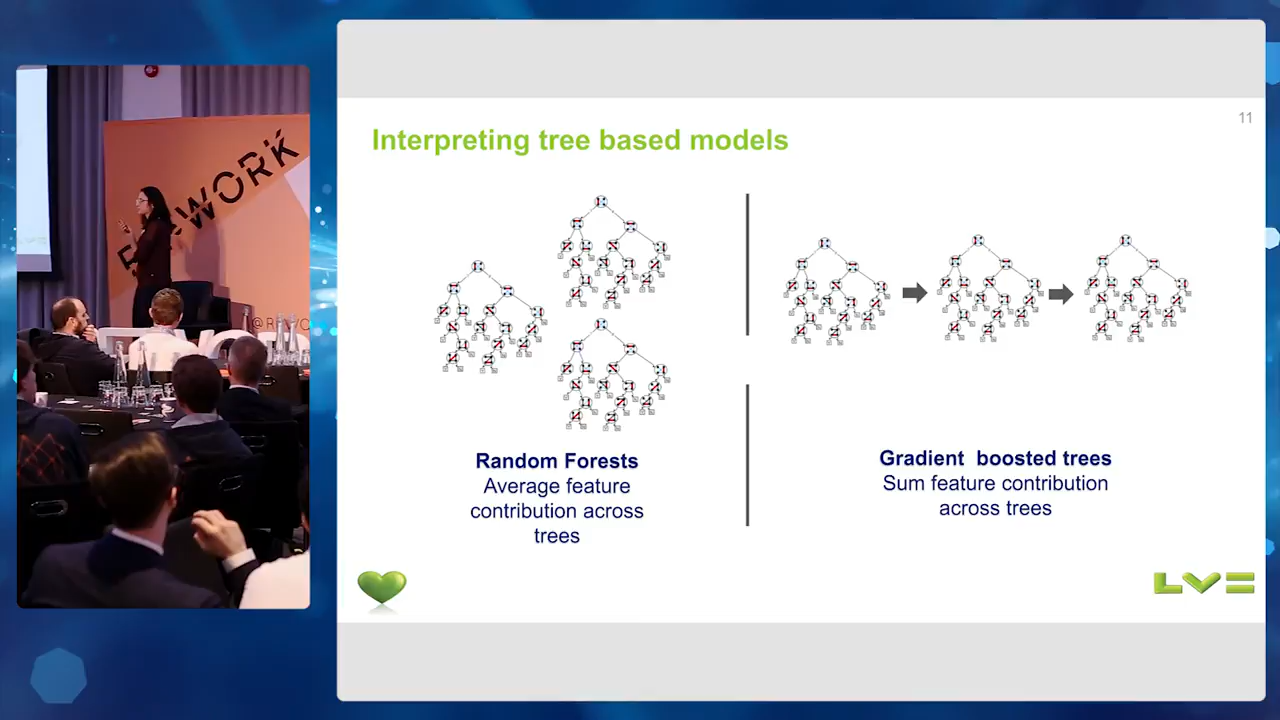 11
Interpreting tree based models
Random Forests
Average feature
contribution across
trees
Gradient boosted trees
Sum feature contribution
across trees
LV=
WORK